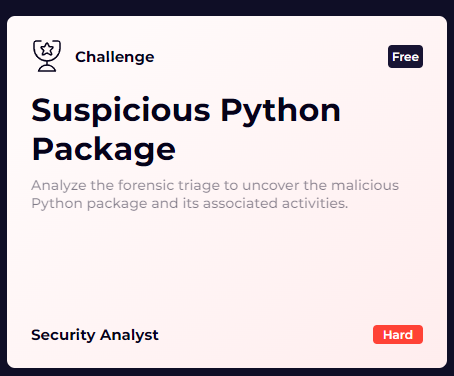 Challenge
Free
Suspicious Python
Package
Analyze the forensic triage to uncover the malicious
Python package and its associated activities.
Security Analyst
Hard